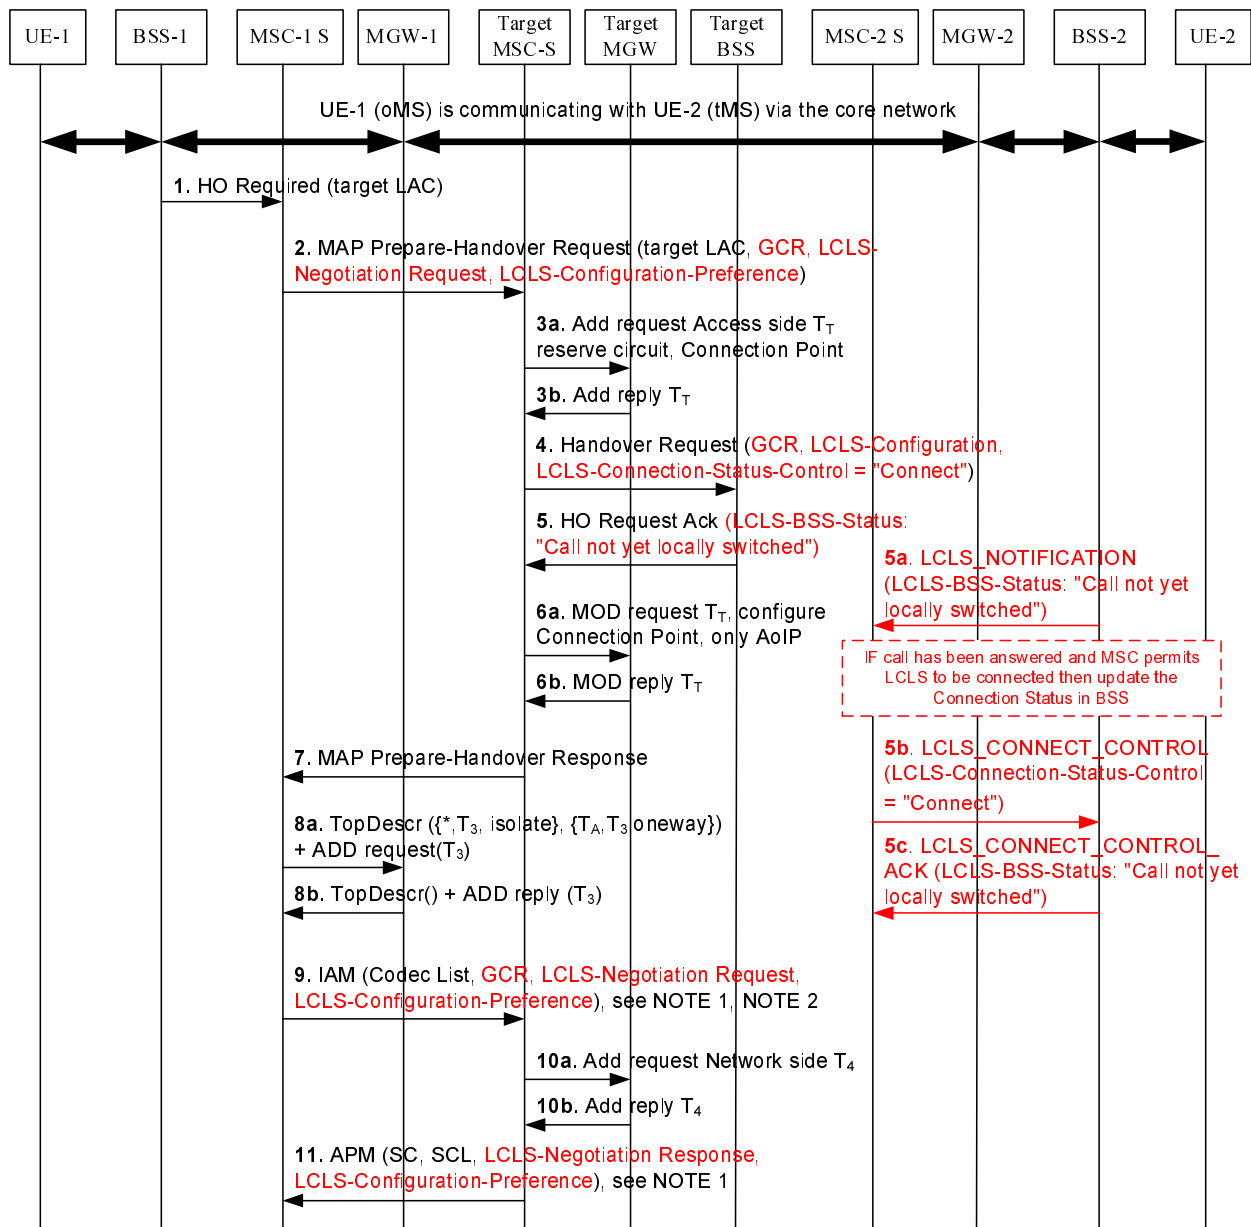 UE-1
BSS-1
MSC-1 S
MGW-1
Target
MSC-S
Target
MGW
Target
BSS
MSC-2 S
MGW-2
BSS-2
UE-2
UE-1 (oMS) is communicating with UE-2 (tMS) via the core network
1. HO Required (target LAC)
2. MAP Prepare-Handover Request (target LAC, GCR, LCLS-
Negotiation Request, LCLS-Configuration-Preference)
3a. Add request Access side TT
reserve circuit, Connection Point
3b. Add reply TT
4. Handover Request (GCR, LCLS-Configuration,
LCLS-Connection-Status-Control = "Connect")
5. HO Request Ack (LCLS-BSS-Status:
"Call not yet locally switched")
5a. LCLS_NOTIFICATION
(LCLS-BSS-Status: "Call not yet
locally switched")
6a. MOD request TT, configure
Connection Point, only AoIP
6b. MOD reply TT
IF call has been answered and MSC permits
LCLS to be connected then update the
Connection Status in BSS
7. MAP Prepare-Handover Response
5b. LCLS_CONNECT_CONTROL
(LCLS-Connection-Status-Control
= "Connect")
8a. TopDescr ({*,T3, isolate}, {TA,T3 oneway})
+ ADD request(T3)
8b. TopDescr() + ADD reply (T3)
5c. LCLS_CONNECT_CONTROL_
ACK (LCLS-BSS-Status: "Call not yet
locally switched")
9. IAM (Codec List, GCR, LCLS-Negotiation Request,
LCLS-Configuration-Preference), see NOTE 1, NOTE 2
10a. Add request Network side T4
10b. Add reply T4
11. APM (SC, SCL, LCLS-Negotiation Response,
LCLS-Configuration-Preference), see NOTE 1